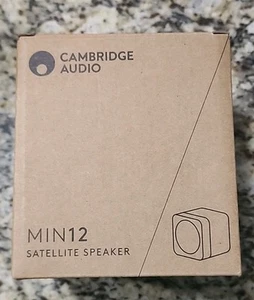 CAMBRIDGE
AUDIO
MIN12
SATELLITE SPEAKER